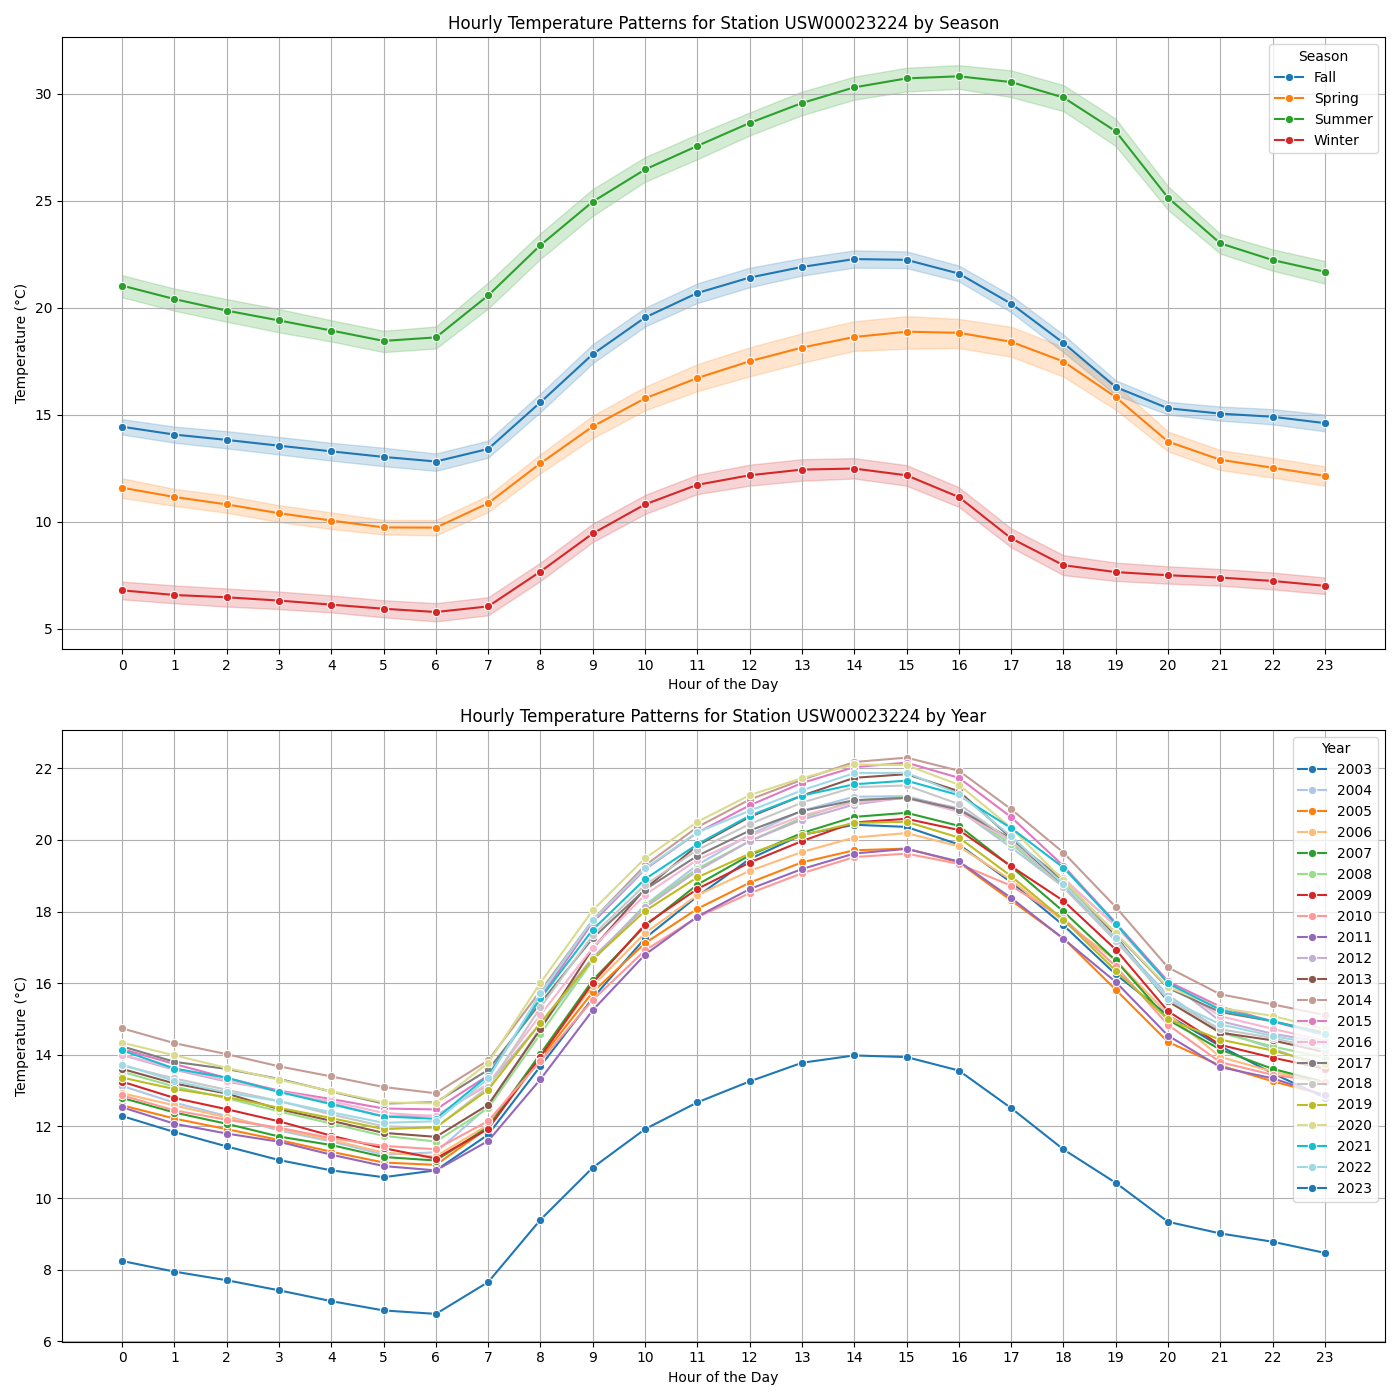 Hourly Temperature Patterns for Station USW00023224 by Season
Temperature (°C)
30
25
20
15
10
5
Season
Fall
Spring
Summer
Winter
0 1 2 3 4 5 6 7 8 9 10 11 12 13 14 15 16 17 18 19 20 21 22 23
Hour of the Day
Hourly Temperature Patterns for Station USW00023224 by Year
Temperature (°C)
22
20
18
16
14
12
10
8
6
Year
2003
2004
2005
2006
2007
2008
2009
2010
2011
2012
2013
2014
2015
2016
2017
2018
2019
2020
2021
2022
2023
0 1 2 3 4 5 6 7 8 9 10 11 12 13 14 15 16 17 18 19 20 21 22 23
Hour of the Day